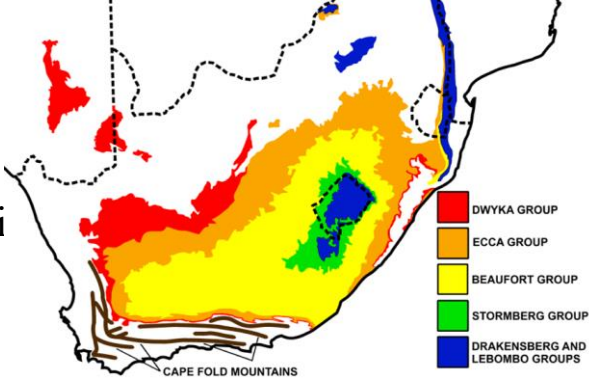 DWYKA GROUP
ECCA GROUP
BEAUFORT GROUP
STORMBERG GROUP
DRAKENSBERG AND
LEBOMBO GROUPS
CAPE FOLD MOUNTAINS